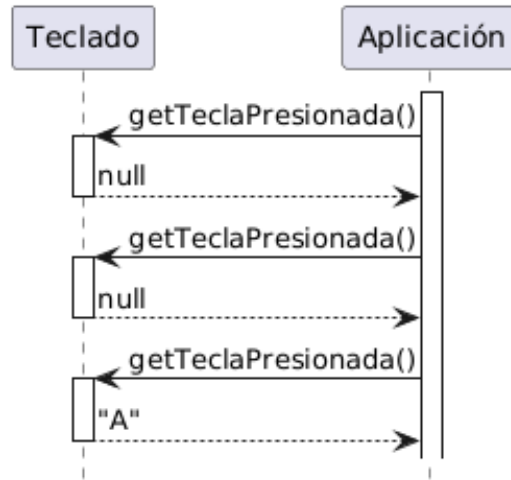 Teclado
Aplicación
getTeclaPresionada()
null
getTeclaPresionada()
null
getTeclaPresionada()
"A"